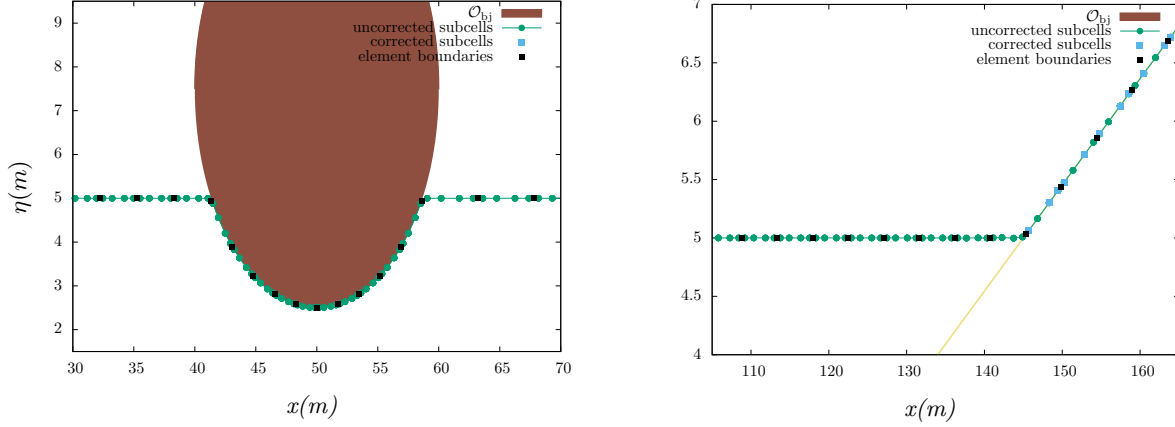 9
8
7
6
5
4
3
2
30 35 40 45 50 55 60 65 70
η(m)
x(m)
𝒪bj
uncorrected subcells
corrected subcells
element boundaries
7
6.5
6
5.5
5
4.5
4
110 120 130 140 150 160
x(m)
𝒪bj
uncorrected subcells
corrected subcells
element boundaries